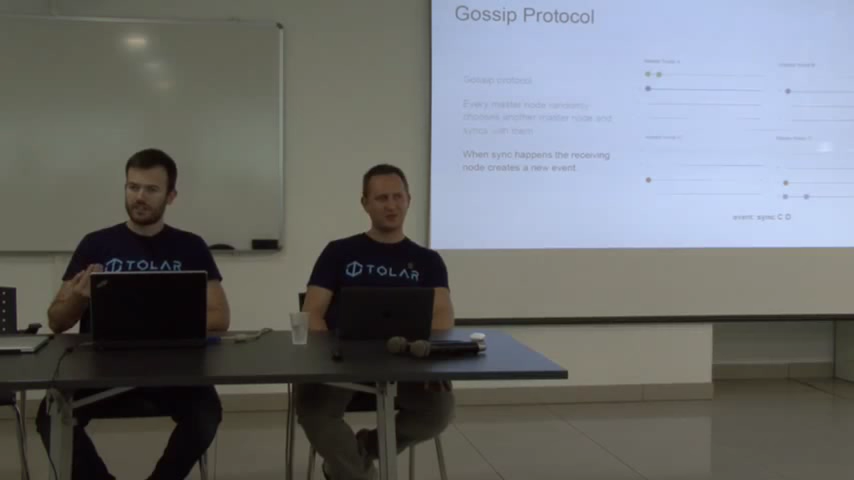 Gossip Protocol
Gossip protocol
Every master node randomly
chooses another master node and
syncs with them
When sync happens the receiving
node creates a new event.
event: sync C D
TOLAR
TOLAR